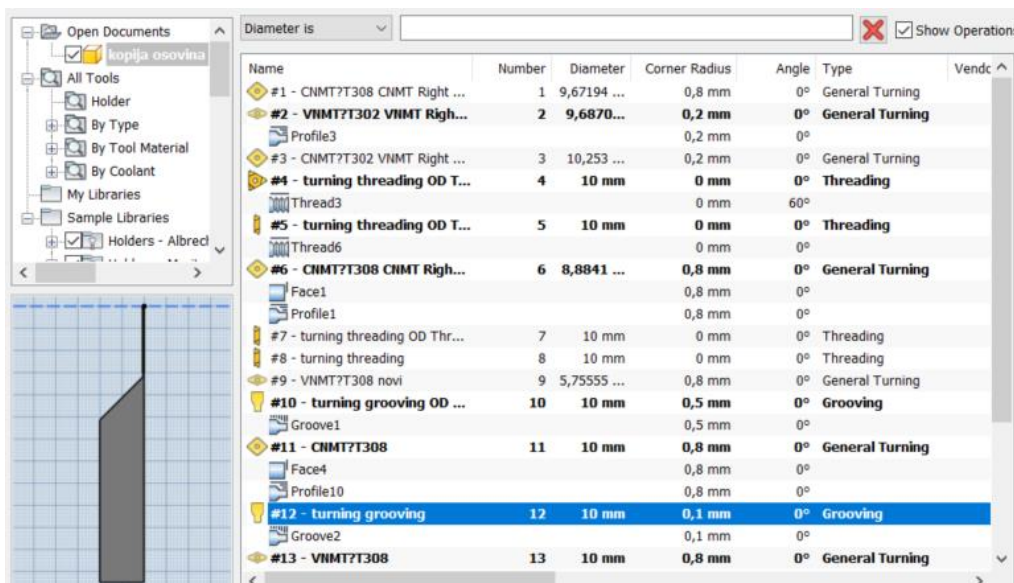 Open Documents
kopija osovina
All Tools
Holder
By Type
By Tool Material
By Coolant
My Libraries
Sample Libraries
Holders - Albrecl
Diameter is
Show Operation
Name Number Diameter Corner Radius Angle Type Vendc
#1 - CNMT?T308 CNMT Right ... 1 9,67194 ... 0,8 mm 0° General Turning
#2 - VNMT?T302 VNMT Righ... 2 9,6870... 0,2 mm 0° General Turning
Profile3 0,2 mm 0°
#3 - CNMT?T302 VNMT Right ... 3 10,253 ... 0,2 mm 0° General Turning
#4 - turning threading OD T... 4 10 mm 0 mm 0° Threading
Thread3 0 mm 60°
#5 - turning threading OD T... 5 10 mm 0 mm 0° Threading
Thread6 0 mm 0°
#6 - CNMT?T308 CNMT Righ... 6 8,8841 ... 0,8 mm 0° General Turning
Face1 0,8 mm 0°
Profile1 0,8 mm 0°
#7 - turning threading OD Thr... 7 10 mm 0 mm 0° Threading
#8 - turning threading 8 10 mm 0 mm 0° Threading
#9 - VNMT?T308 novi 9 5,75555 ... 0,8 mm 0° General Turning
#10 - turning grooving OD ... 10 10 mm 0,5 mm 0° Grooving
Groove1 0,5 mm 0°
#11 - CNMT?T308 11 10 mm 0,8 mm 0° General Turning
Face4 0,8 mm 0°
Profile10 0,8 mm 0°
#12 - turning grooving 12 10 mm 0,1 mm 0° Grooving
Groove2 0,1 mm 0°
#13 - VNMT?T308 13 10 mm 0,8 mm 0° General Turning